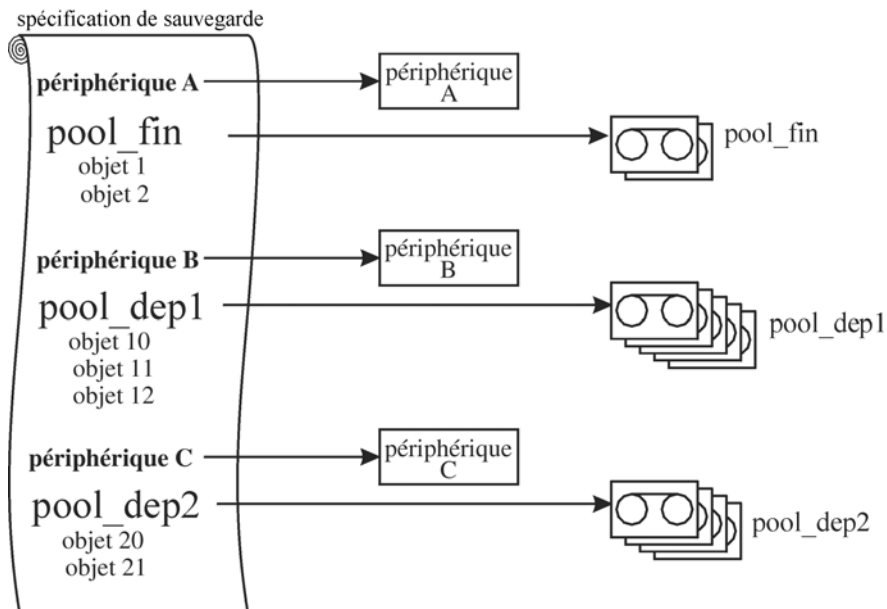 spécification de sauvegarde
périphérique A
périphérique
A
pool_fin
pool_fin
objet 1
objet 2
périphérique B
périphérique
B
pool_dep1
pool_dep1
objet 10
objet 11
objet 12
périphérique C
périphérique
C
pool_dep2
pool_dep2
objet 20
objet 21